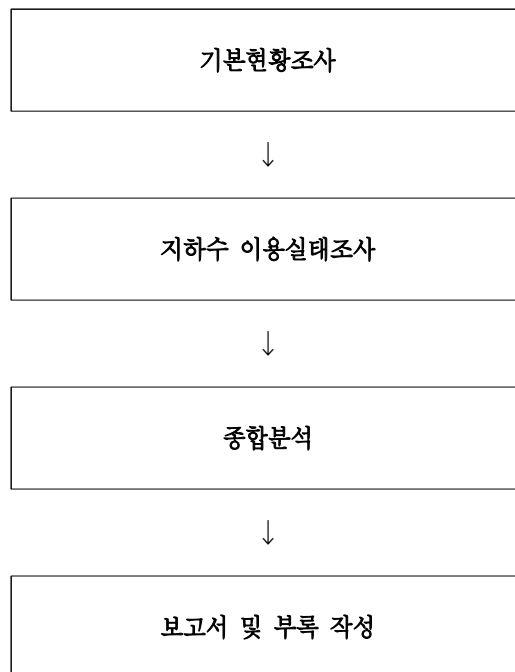 기본현황조사
↓
지하수 이용실태조사
↓
종합분석
↓
보고서 및 부록 작성